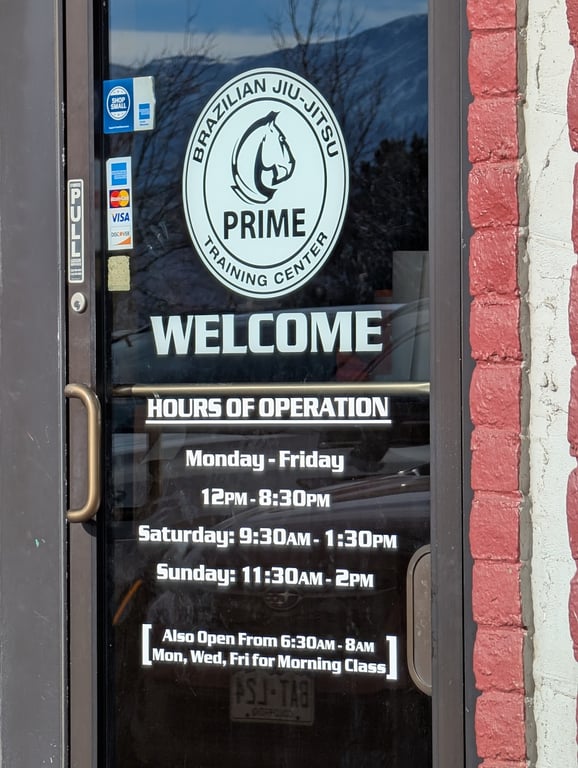 SHOP
SMALL
BRAZILIAN JIU-JITSU
PRIME
TRAINING CENTER
PULL
VISA
DISCOVER
WELCOME
HOURS OF OPERATION
Monday - Friday
12PM - 8:30PM
Saturday: 9:30AM - 1:30PM
Sunday: 11:30AM - 2PM
[Also Open From 6:30AM - 8AM
Mon, Wed, Fri for Morning Class]
BAT·L24